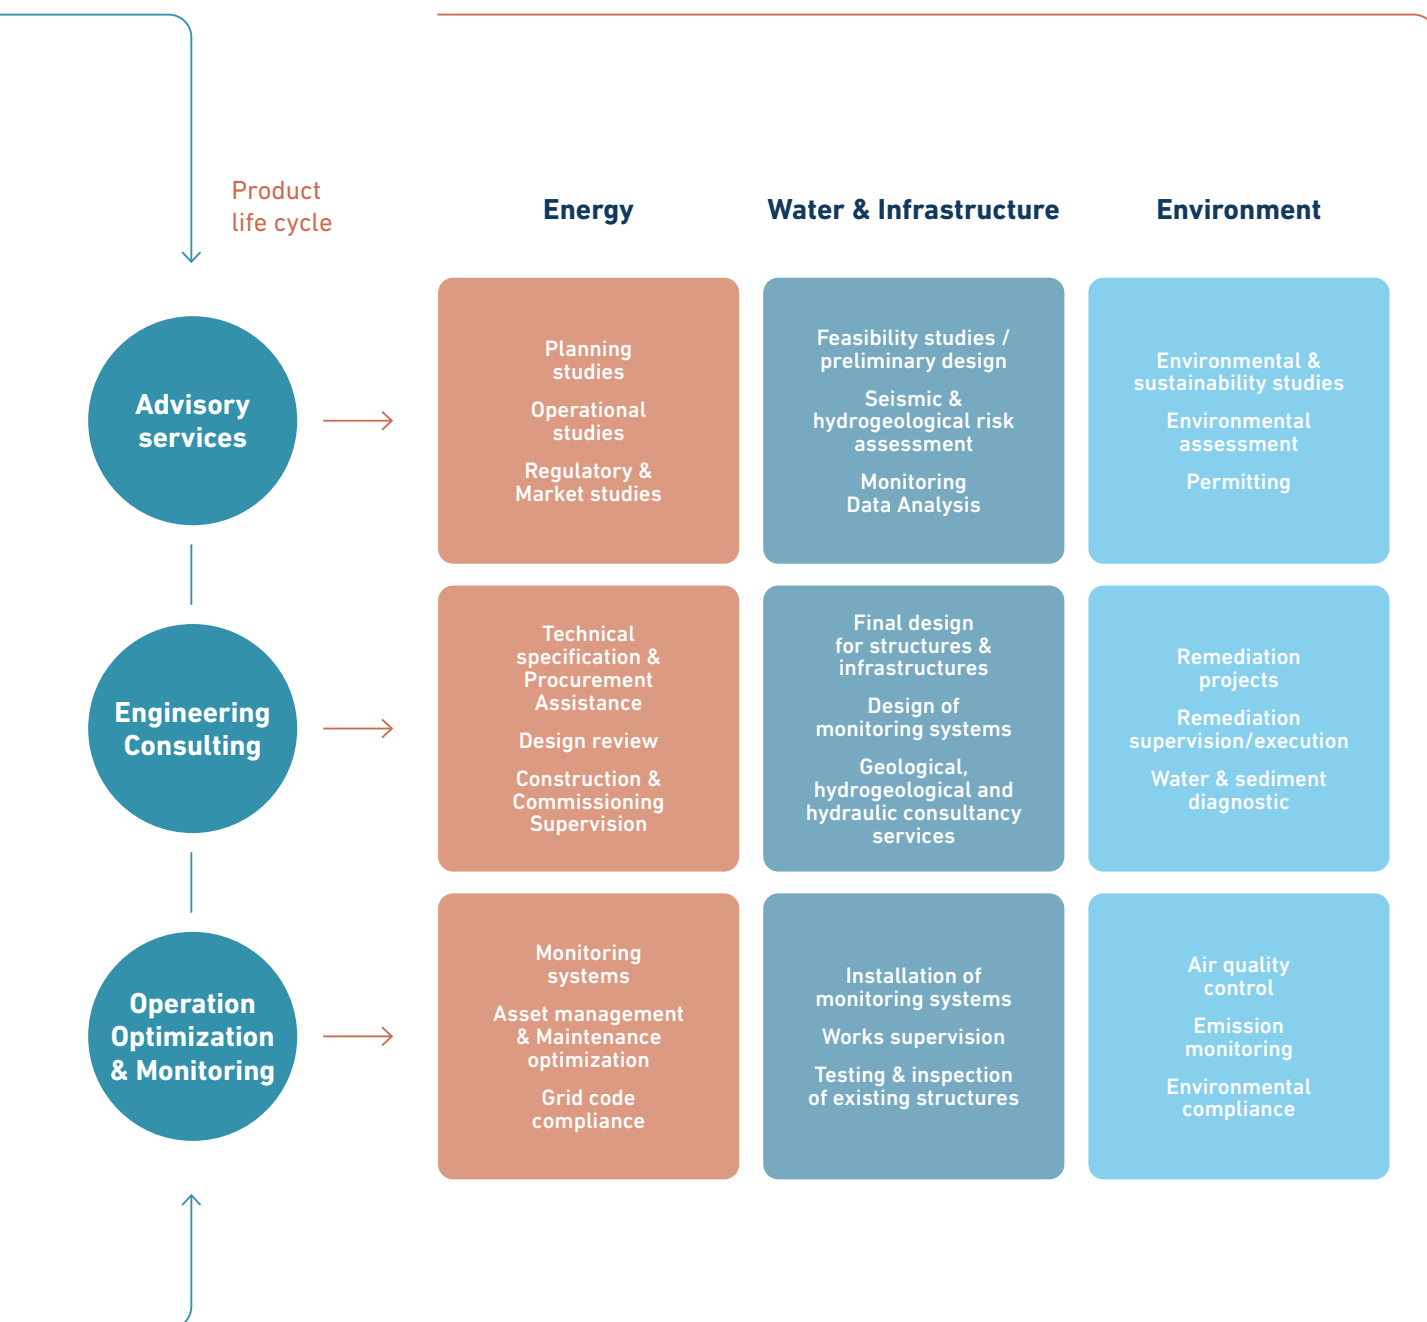 Product
life cycle
Energy
Water & Infrastructure
Environment
Advisory
services
Planning
studies
Operational
studies
Regulatory &
Market studies
Feasibility studies /
preliminary design
Seismic &
hydrogeological risk
assessment
Monitoring
Data Analysis
Environmental &
sustainability studies
Environmental
assessment
Permitting
Engineering
Consulting
Technical
specification &
Procurement
Assistance
Design review
Construction &
Commissioning
Supervision
Final design
for structures &
infrastructures
Design of
monitoring systems
Geological,
hydrogeological and
hydraulic consultancy
services
Remediation
projects
Remediation
supervision/execution
Water & sediment
diagnostic
Operation
Optimization
& Monitoring
Monitoring
systems
Asset management
& Maintenance
optimization
Grid code
compliance
Installation of
monitoring systems
Works supervision
Testing & inspection
of existing structures
Air quality
control
Emission
monitoring
Environmental
compliance